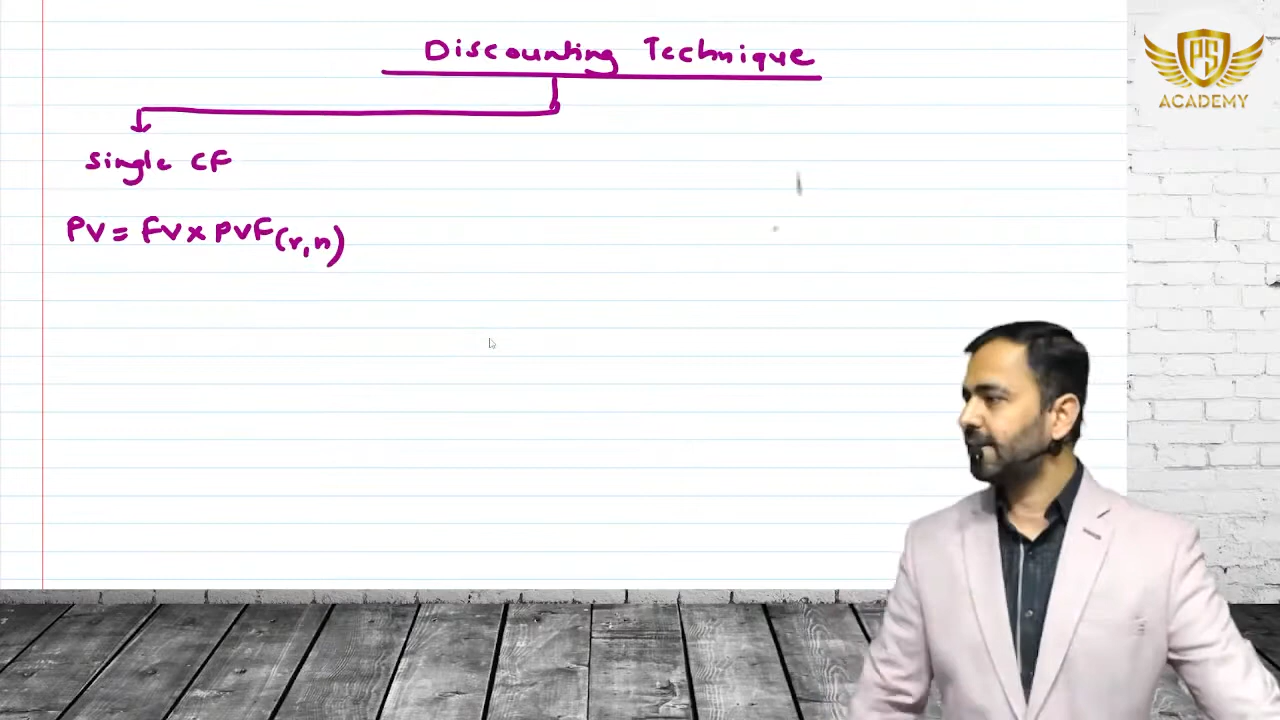 Discounting Technique
PS
ACADEMY
Single CF
PV = FV x PVF(r,n)